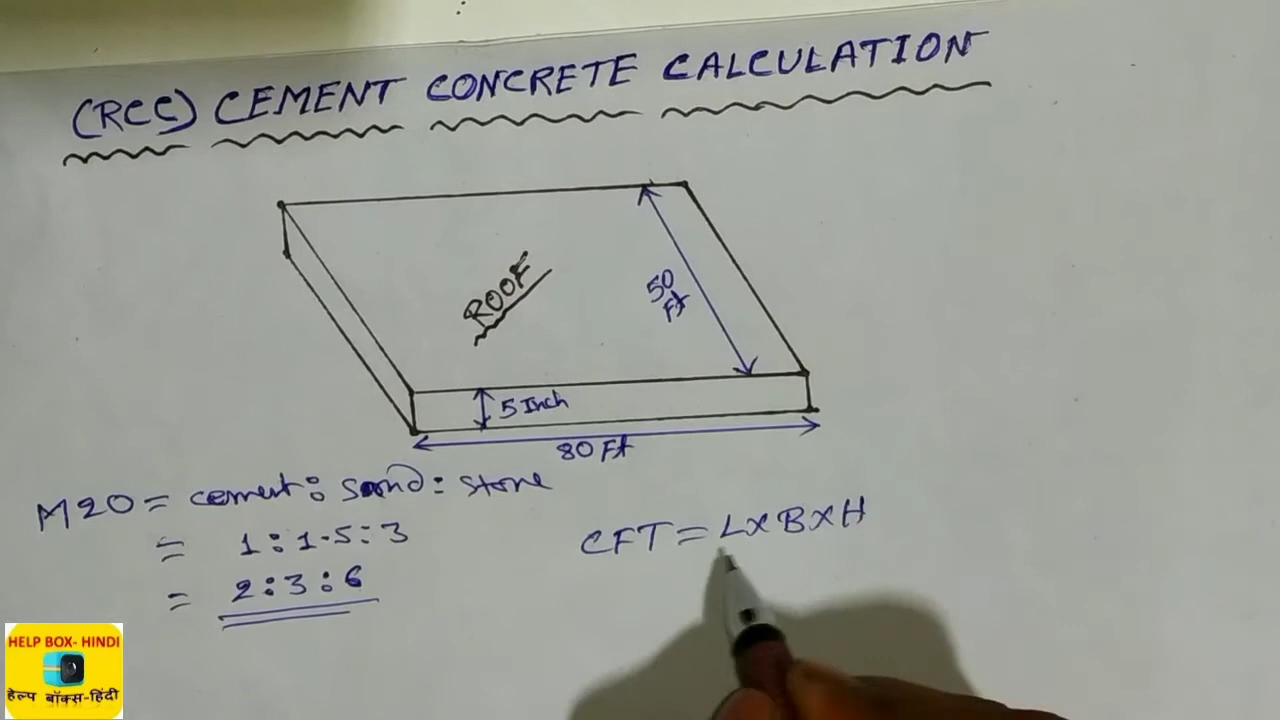 (RCC) CEMENT CONCRETE CALCULATION
ROOF
50 Ft
5 Inch
80 Ft
M20 = cement : sand : stone
= 1 : 1.5 : 3
= 2 : 3 : 6
CFT = L x B x H
HELP BOX- HINDI
हेल्प बॉक्स-हिंदी